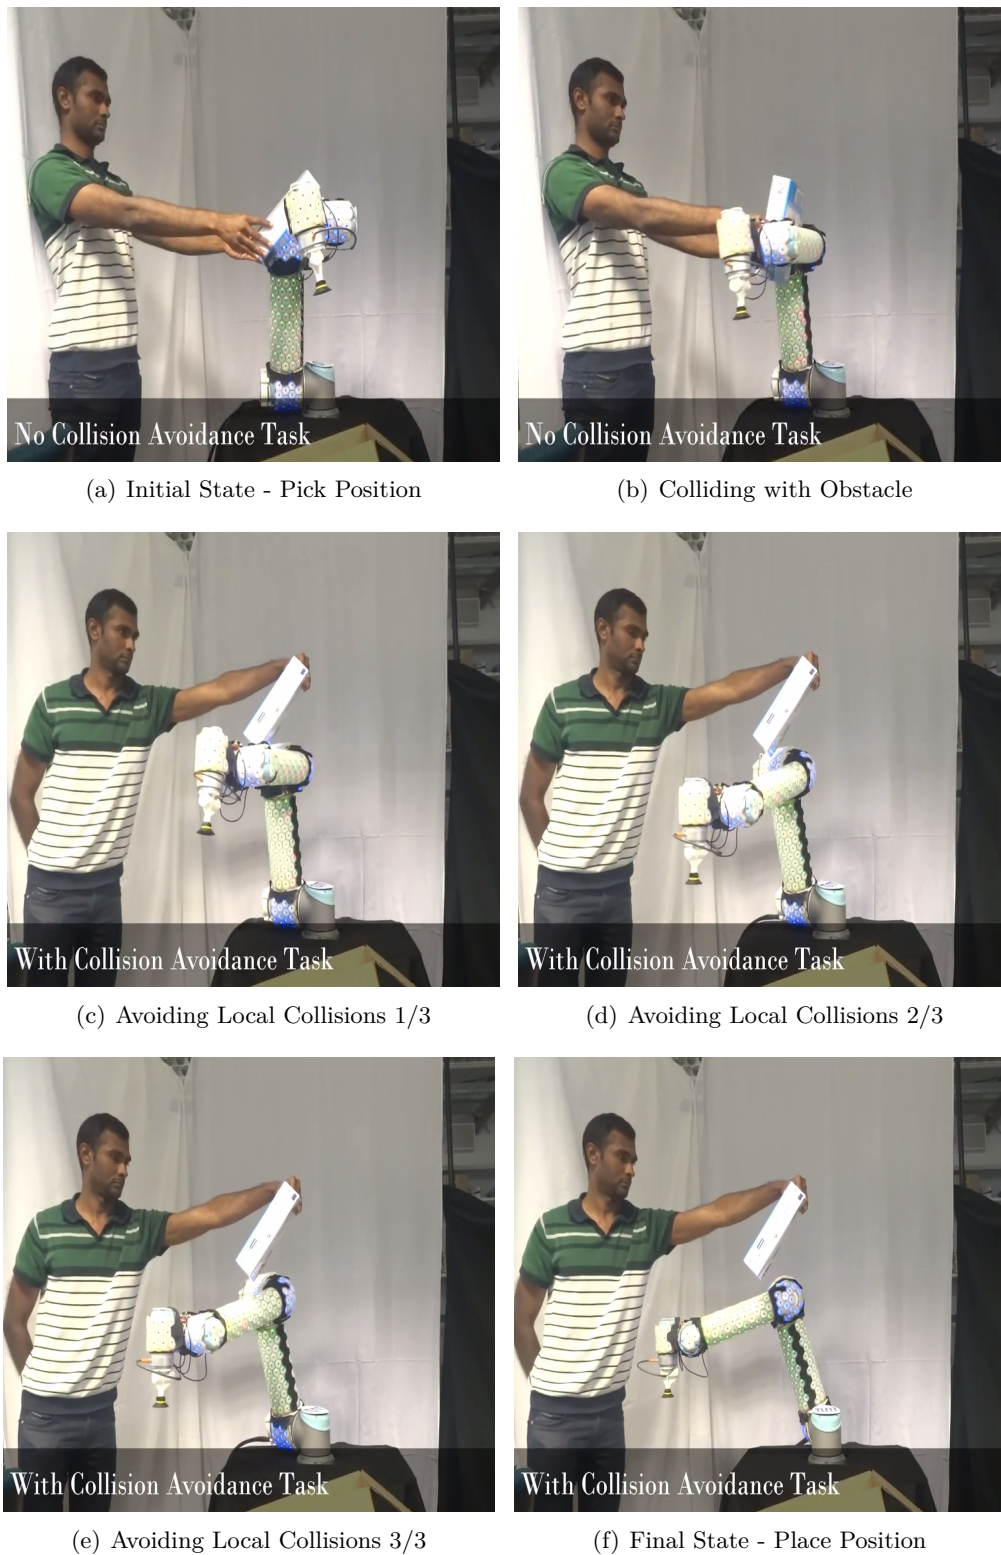 No Collision Avoidance Task
No Collision Avoidance Task
(a) Initial State - Pick Position
(b) Colliding with Obstacle
With Collision Avoidance Task
With Collision Avoidance Task
(c) Avoiding Local Collisions 1/3
(d) Avoiding Local Collisions 2/3
With Collision Avoidance Task
With Collision Avoidance Task
(e) Avoiding Local Collisions 3/3
(f) Final State - Place Position